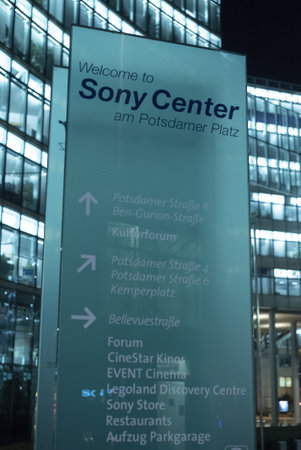 Welcome to
Sony Center
am Potsdamer Platz
Potsdamer Straße 8
Ben-Gurion-Straße
Kulturforum
Potsdamer Straße 4
Potsdamer Straße 6
Kemperplatz
Bellevuestraße
Forum
CineStar Kinos
EVENT Cinema
Legoland Discovery Centre
Sony Store
Restaurants
Aufzug Parkgarage